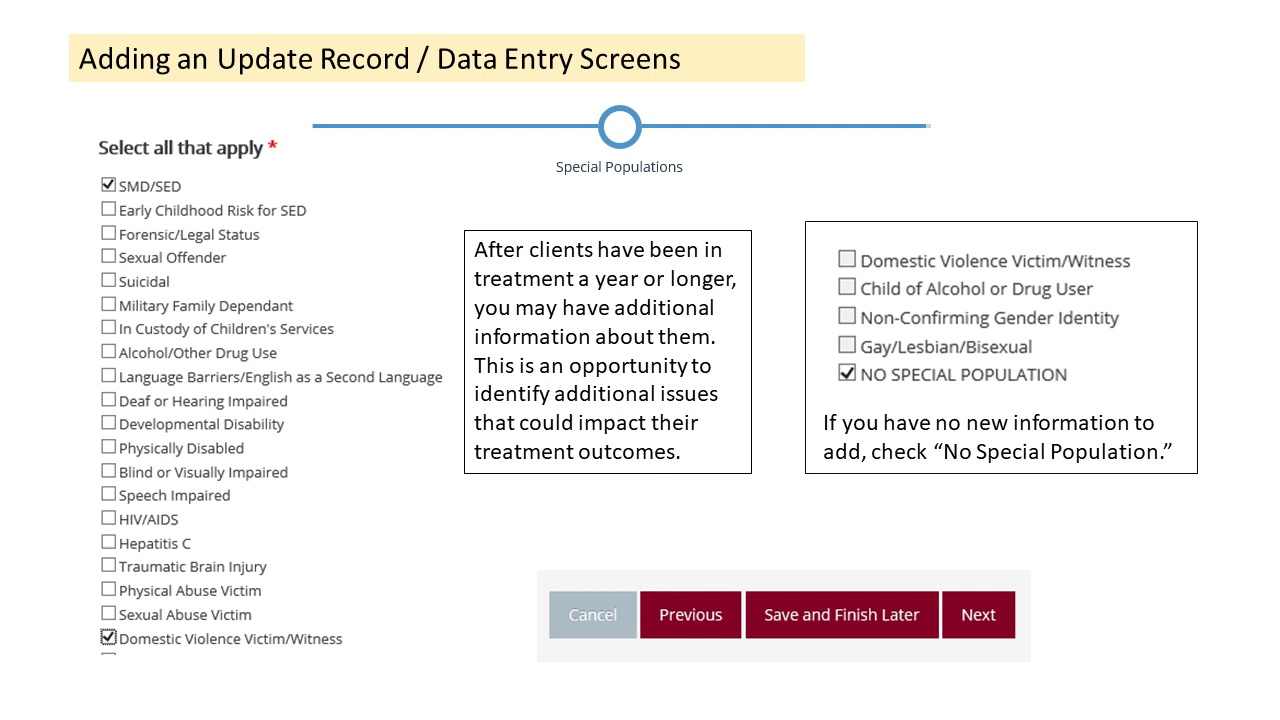 Adding an Update Record / Data Entry Screens
Special Populations
Select all that apply *
SMD/SED
Early Childhood Risk for SED
Forensic/Legal Status
Sexual Offender
Suicidal
Military Family Dependant
In Custody of Children's Services
Alcohol/Other Drug Use
Language Barriers/English as a Second Language
Deaf or Hearing Impaired
Developmental Disability
Physically Disabled
Blind or Visually Impaired
Speech Impaired
HIV/AIDS
Hepatitis C
Traumatic Brain Injury
Physical Abuse Victim
Sexual Abuse Victim
Domestic Violence Victim/Witness
After clients have been in
treatment a year or longer,
you may have additional
information about them.
This is an opportunity to
identify additional issues
that could impact their
treatment outcomes.
Domestic Violence Victim/Witness
Child of Alcohol or Drug User
Non-Confirming Gender Identity
Gay/Lesbian/Bisexual
NO SPECIAL POPULATION
If you have no new information to
add, check “No Special Population.”
Cancel
Previous
Save and Finish Later
Next